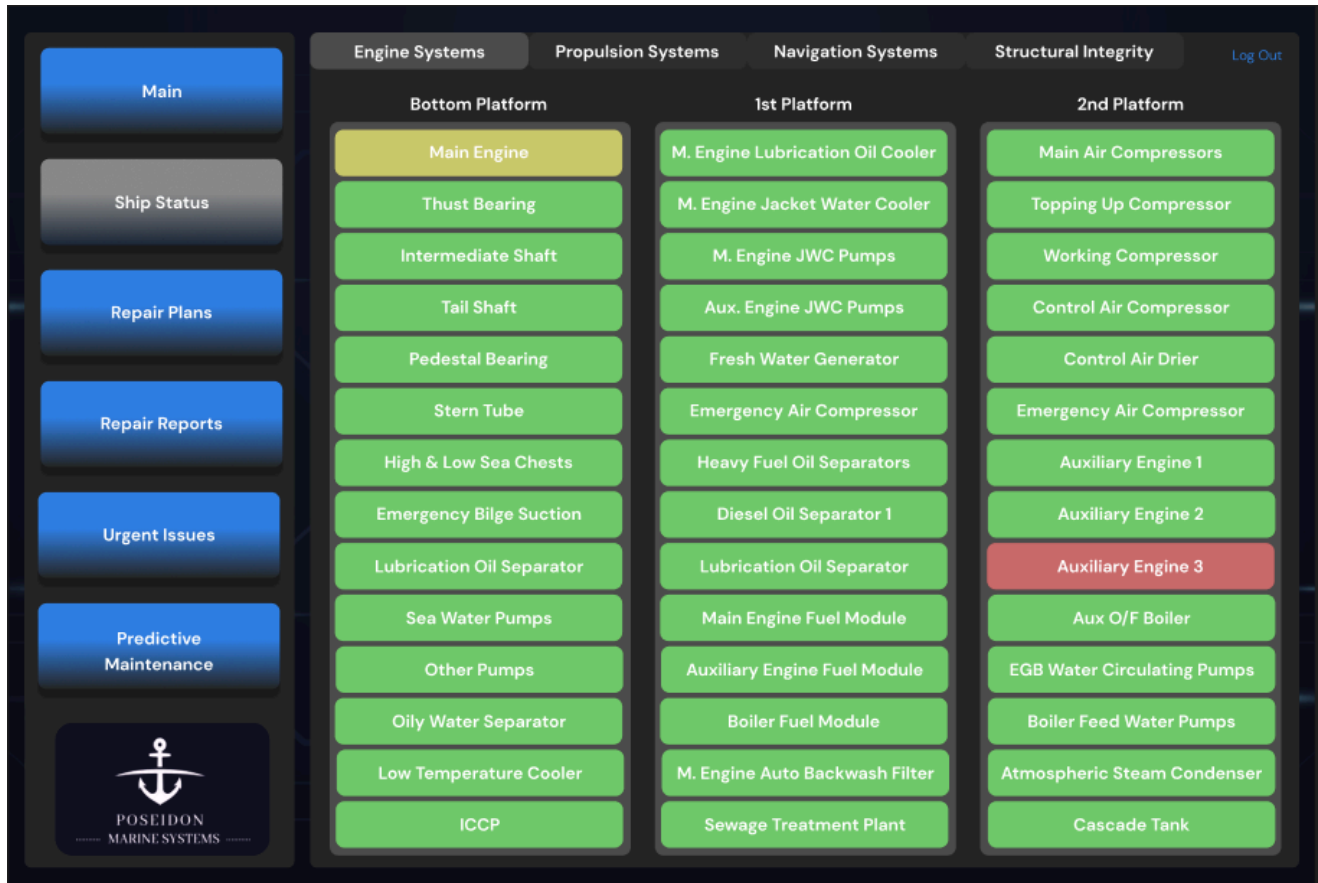 Main
Ship Status
Repair Plans
Repair Reports
Urgent Issues
Predictive
Maintenance
POSEIDON
MARINE SYSTEMS
Engine Systems
Propulsion Systems
Navigation Systems
Structural Integrity
Log Out
Bottom Platform
Main Engine
Thust Bearing
Intermediate Shaft
Tail Shaft
Pedestal Bearing
Stern Tube
High & Low Sea Chests
Emergency Bilge Suction
Lubrication Oil Separator
Sea Water Pumps
Other Pumps
Oily Water Separator
Low Temperature Cooler
ICCP
1st Platform
M. Engine Lubrication Oil Cooler
M. Engine Jacket Water Cooler
M. Engine JWC Pumps
Aux. Engine JWC Pumps
Fresh Water Generator
Emergency Air Compressor
Heavy Fuel Oil Separators
Diesel Oil Separator 1
Lubrication Oil Separator
Main Engine Fuel Module
Auxiliary Engine Fuel Module
Boiler Fuel Module
M. Engine Auto Backwash Filter
Sewage Treatment Plant
2nd Platform
Main Air Compressors
Topping Up Compressor
Working Compressor
Control Air Compressor
Control Air Drier
Emergency Air Compressor
Auxiliary Engine 1
Auxiliary Engine 2
Auxiliary Engine 3
Aux O/F Boiler
EGB Water Circulating Pumps
Boiler Feed Water Pumps
Atmospheric Steam Condenser
Cascade Tank